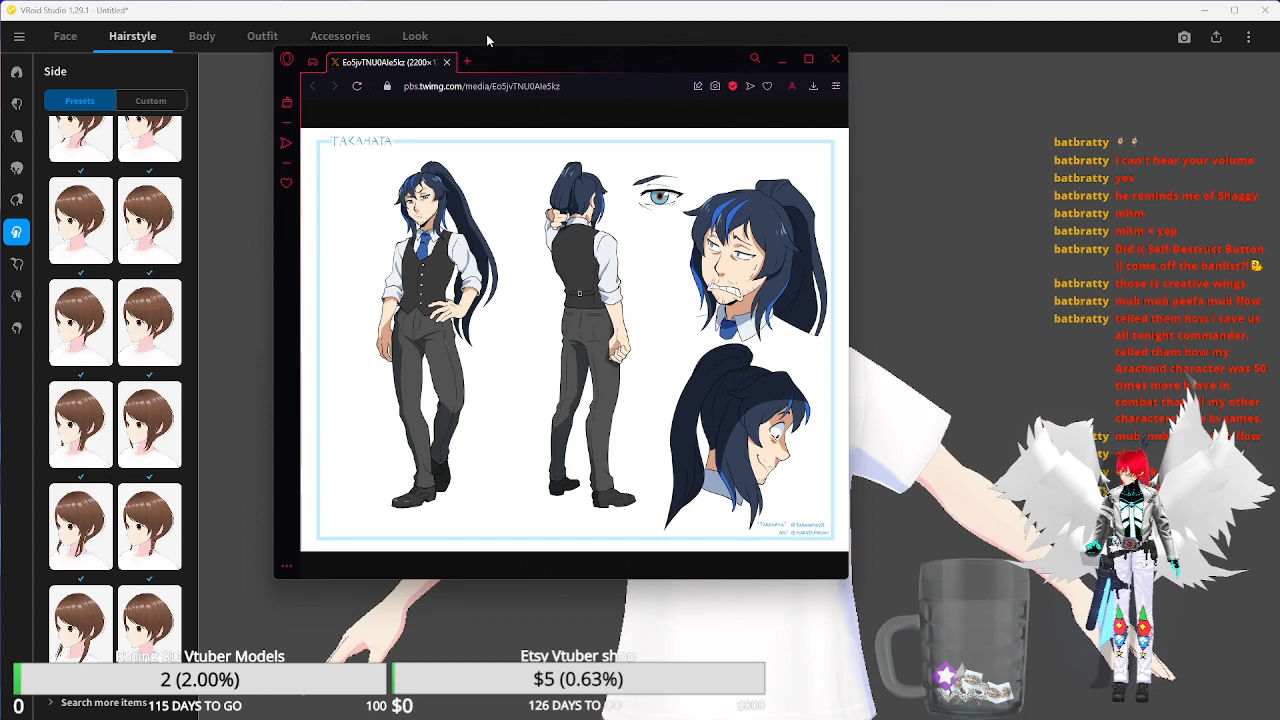 VRoid Studio 1.29.1 - Untitled*
Face
Hairstyle
Body
Outfit
Accessories
Look
Side
Presets
Custom
Eo5jvTNU0AIe5kz (2200×1
pbs.twimg.com/media/Eo5jvTNU0AIe5kz
TAKAHATA
batbratty
batbratty I can't hear your volume
batbratty yes
batbratty he reminds me of Shaggy
batbratty mhm
batbratty mhm * yep
batbratty Did (( Self-Destruct Button
)) come off the banlist?!
batbratty those is creative wings
batbratty mub mub peefa mub flow
batbratty telled them how i save us
all tonight commander,
telled them how my
Arachnid character was 50
times more brave in
combat than all my other
characters in games.
Search more items
3D Vtuber Models
2 (2.00%)
0
115 DAYS TO GO
100
Etsy Vtuber shop
$5 (0.63%)
$0
126 DAYS TO GO
$800